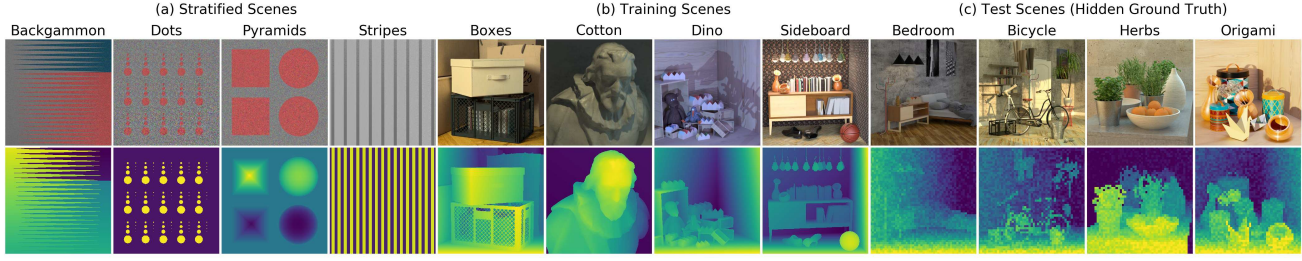 (a) Stratified Scenes
(b) Training Scenes
(c) Test Scenes (Hidden Ground Truth)
Backgammon Dots Pyramids Stripes Boxes Cotton Dino Sideboard Bedroom Bicycle Herbs Origami